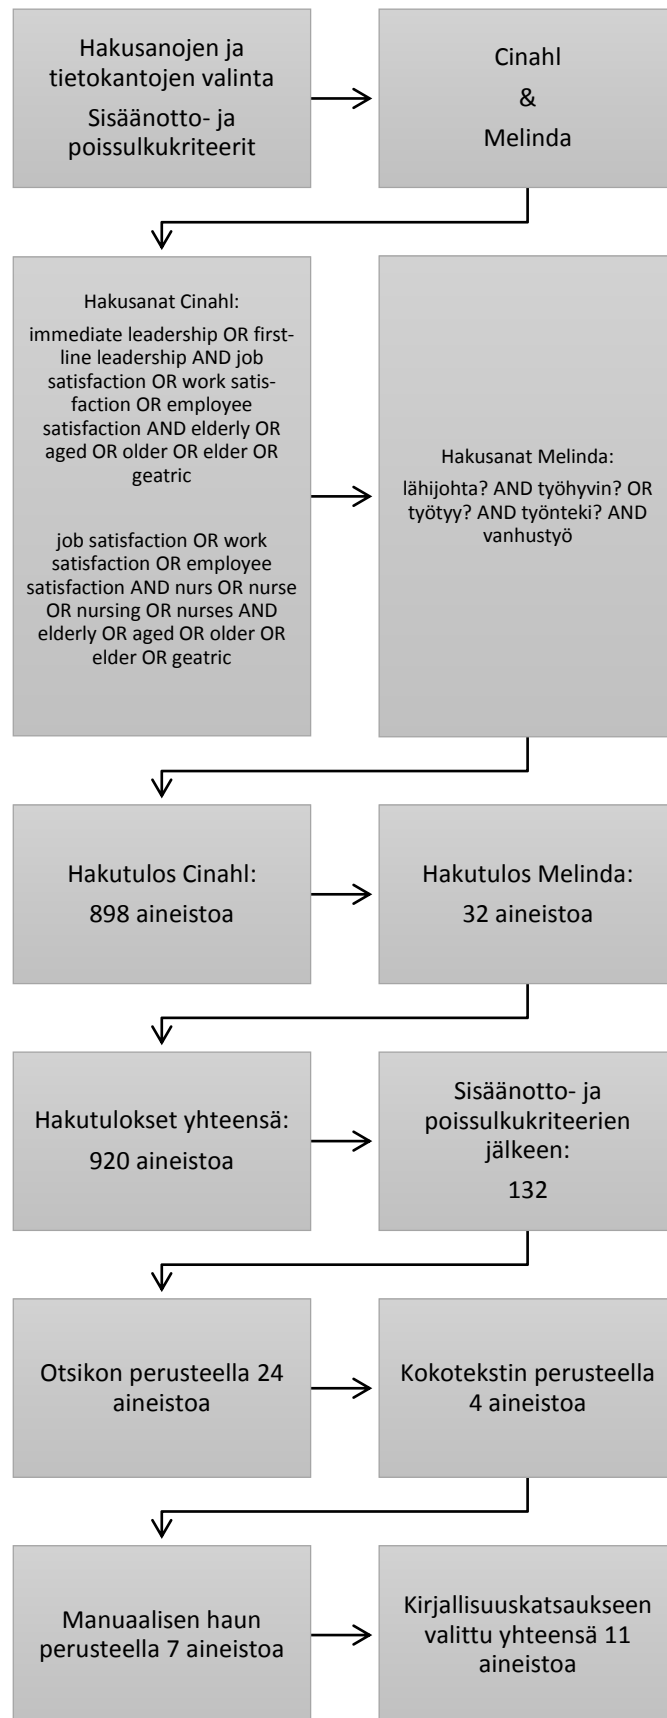 Hakusanojen ja
tietokantojen valinta
Sisäänotto- ja
poissulkukriteerit
Cinahl
&
Melinda
Hakusanat Cinahl:
immediate leadership OR first-
line leadership AND job
satisfaction OR work satis-
faction OR employee
satisfaction AND elderly OR
aged OR older OR elder OR
geatric
job satisfaction OR work
satisfaction OR employee
satisfaction AND nurs OR nurse
OR nursing OR nurses AND
elderly OR aged OR older OR
elder OR geatric
Hakusanat Melinda:
lähijohta? AND työhyvin? OR
työtyy? AND työnteki? AND
vanhustyö
Hakutulos Cinahl:
898 aineistoa
Hakutulos Melinda:
32 aineistoa
Hakutulokset yhteensä:
920 aineistoa
Sisäänotto- ja
poissulkukriteerien
jälkeen:
132
Otsikon perusteella 24
aineistoa
Kokotekstin perusteella
4 aineistoa
Manuaalisen haun
perusteella 7 aineistoa
Kirjallisuuskatsaukseen
valittu yhteensä 11
aineistoa